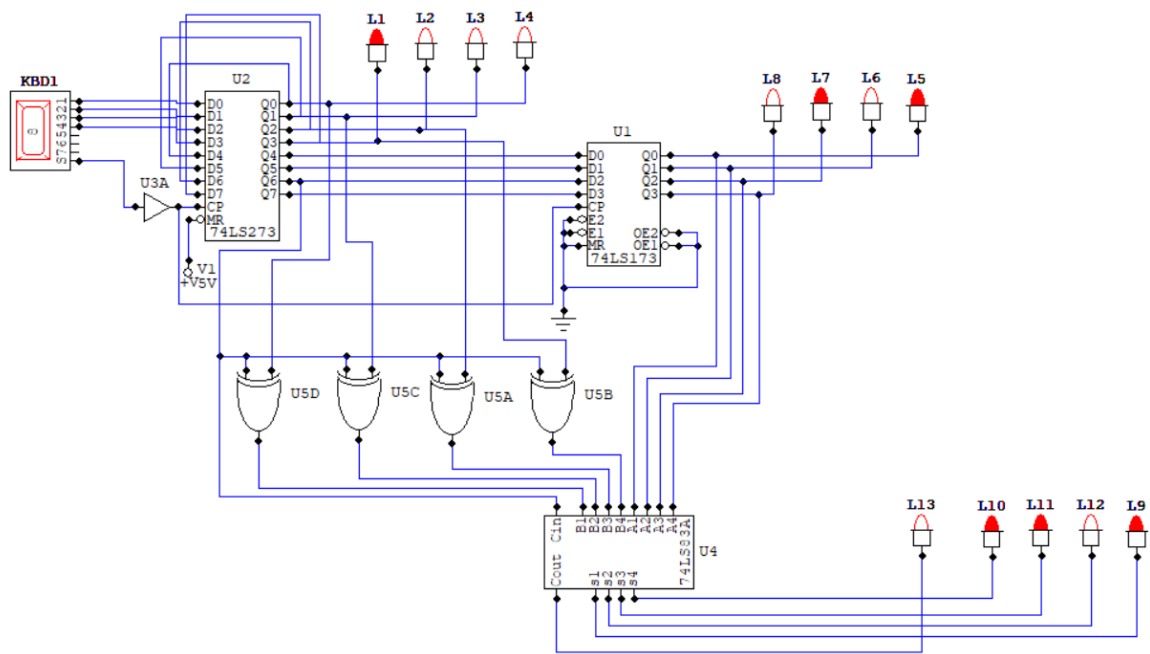 L1 L2 L3 L4
KBD1
S7654321
8
U2
D0 Q0
D1 Q1
D2 Q2
D3 Q3
D4 Q4
D5 Q5
D6 Q6
D7 Q7
CP
MR
74LS273
U3A
V1
+V5V
L8 L7 L6 L5
U1
D0 Q0
D1 Q1
D2 Q2
D3 Q3
CP
E2
E1 OE2
MR OE1
74LS173
U5D U5C U5A U5B
L13 L10 L11 L12 L9
Cin B1 B2 B3 B4 A1 A2 A3 A4
74LS83A
U4
Cout s1 s2 s3 s4